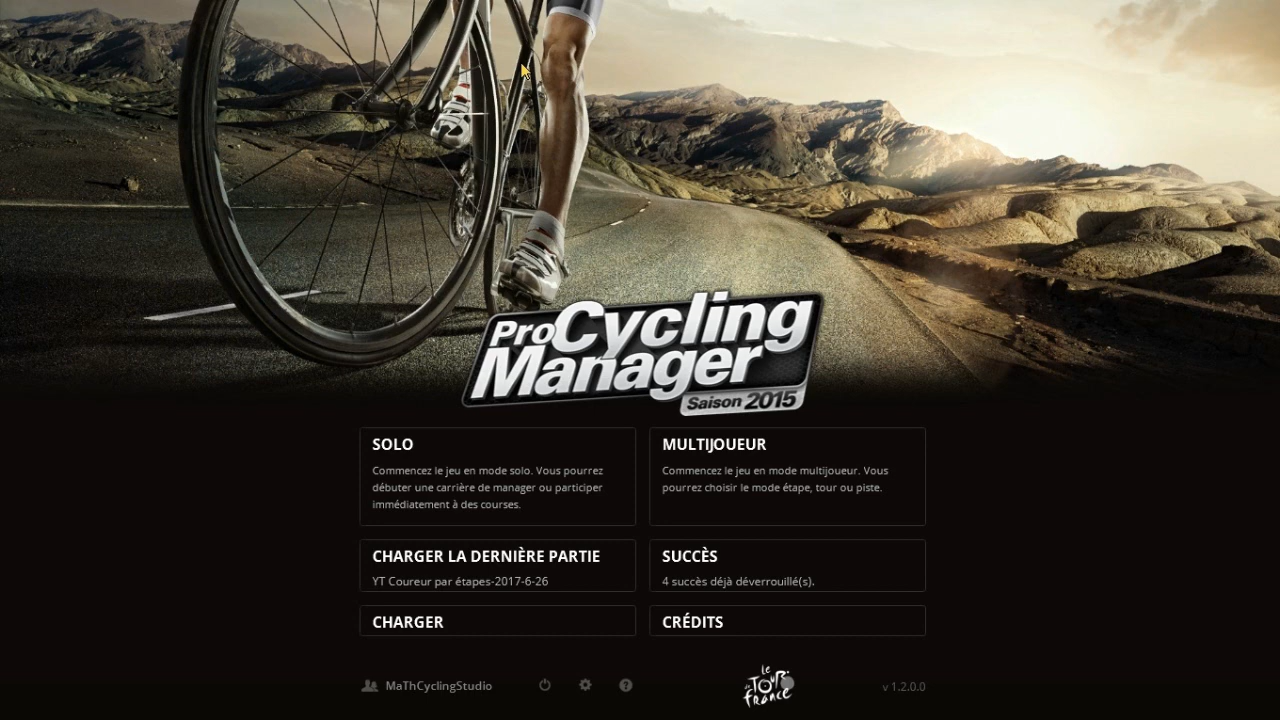 Pro Cycling
Manager
Saison 2015
SOLO
Commencez le jeu en mode solo. Vous pourrez
débuter une carrière de manager ou participer
immédiatement à des courses.
MULTIJOUEUR
Commencez le jeu en mode multijoueur. Vous
pourrez choisir le mode étape, tour ou piste.
CHARGER LA DERNIÈRE PARTIE
YT Coureur par étapes-2017-6-26
SUCCÈS
4 succès déjà déverrouillé(s).
CHARGER
CRÉDITS
MaThCyclingStudio
?
le
TOUR
de
france
v 1.2.0.0